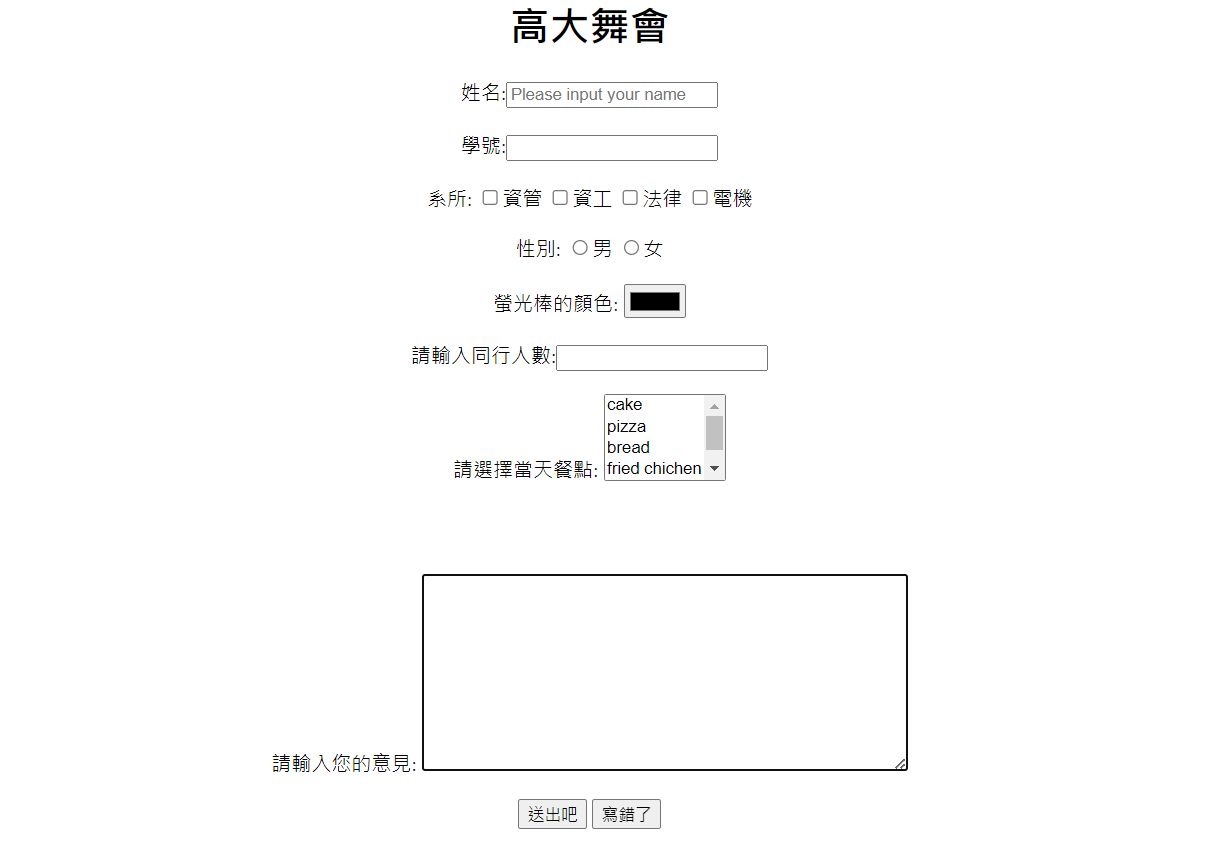 高大舞會
姓名:Please input your name
學號:
系所: 資管 資工 法律 電機
性別: 男 女
螢光棒的顏色:
請輸入同行人數:
cake
pizza
bread
fried chichen
請選擇當天餐點:
請輸入您的意見:
送出吧 寫錯了